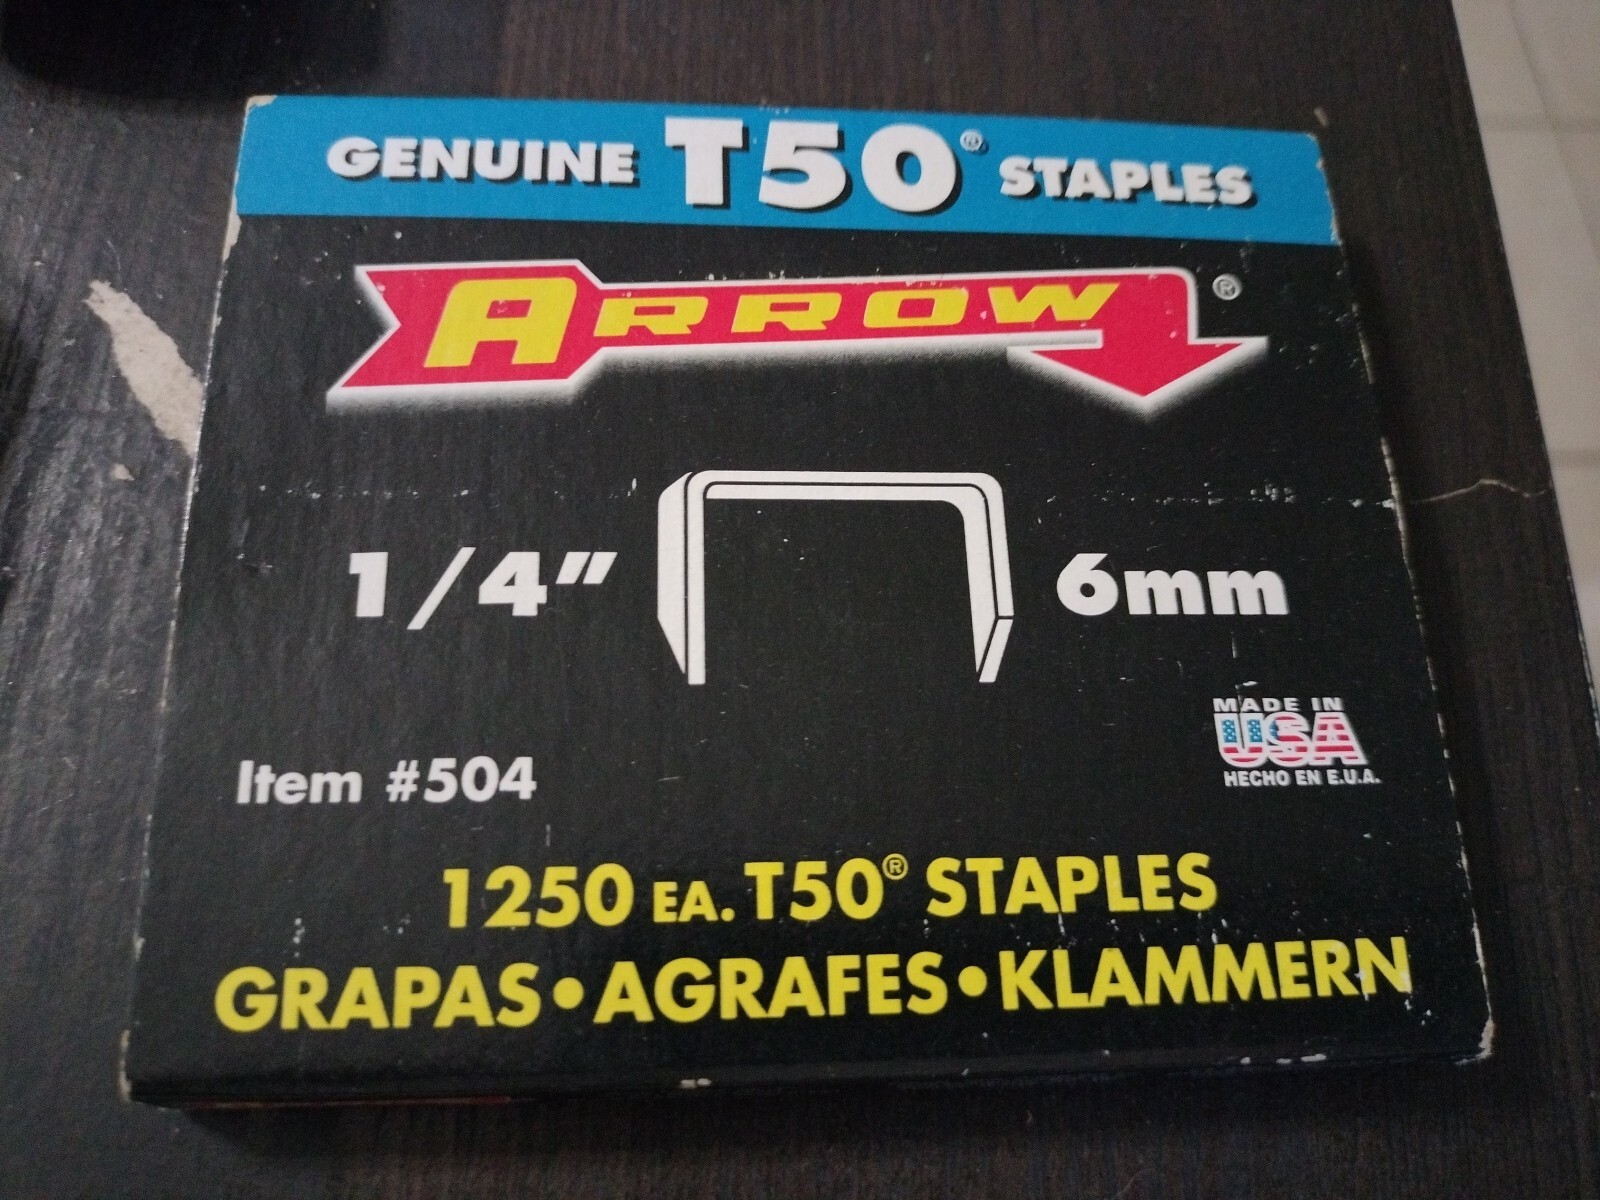 GENUINE T50® STAPLES
ARROW®
1/4" 6mm
MADE IN
USA
HECHO EN E.U.A.
Item #504
1250 EA. T50® STAPLES
GRAPAS • AGRAFES • KLAMMERN